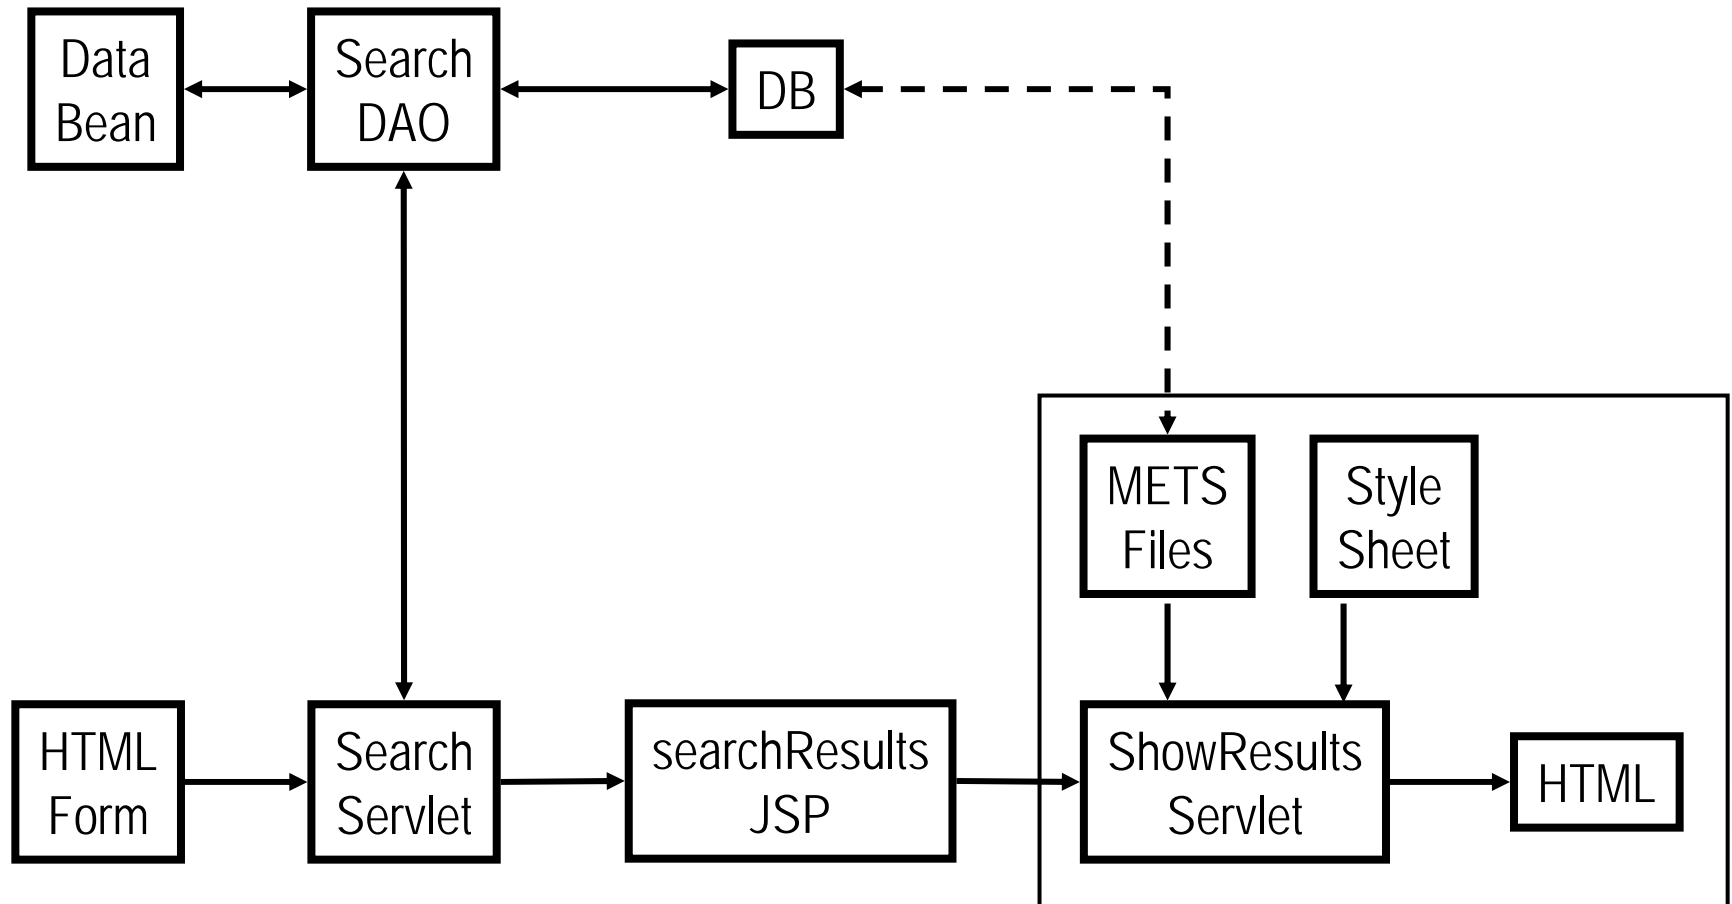 Data
Bean
Search
DAO
DB
METS
Files
Style
Sheet
HTML
Form
Search
Servlet
searchResults
JSP
ShowResults
Servlet
HTML